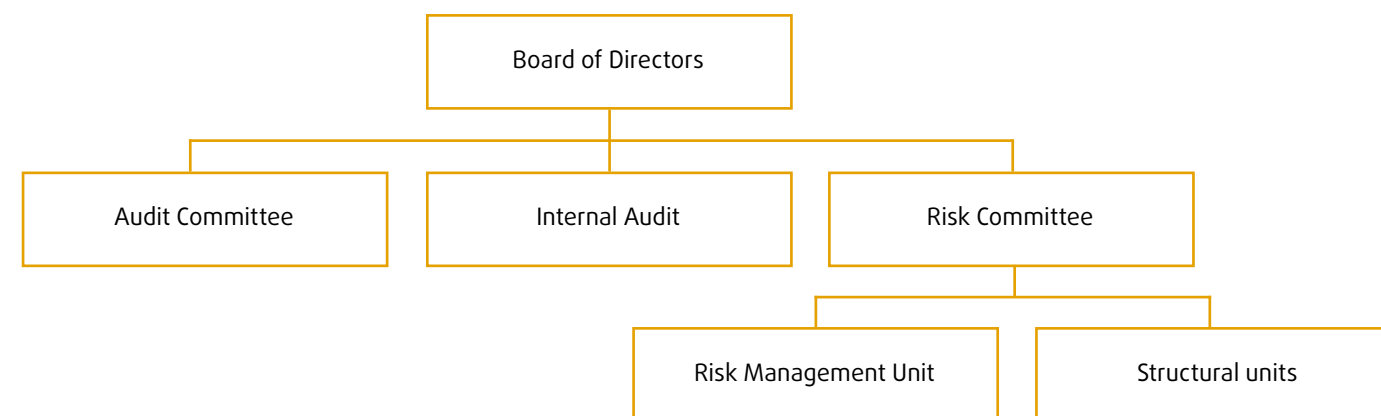 Board of Directors
Audit Committee
Internal Audit
Risk Committee
Risk Management Unit
Structural units